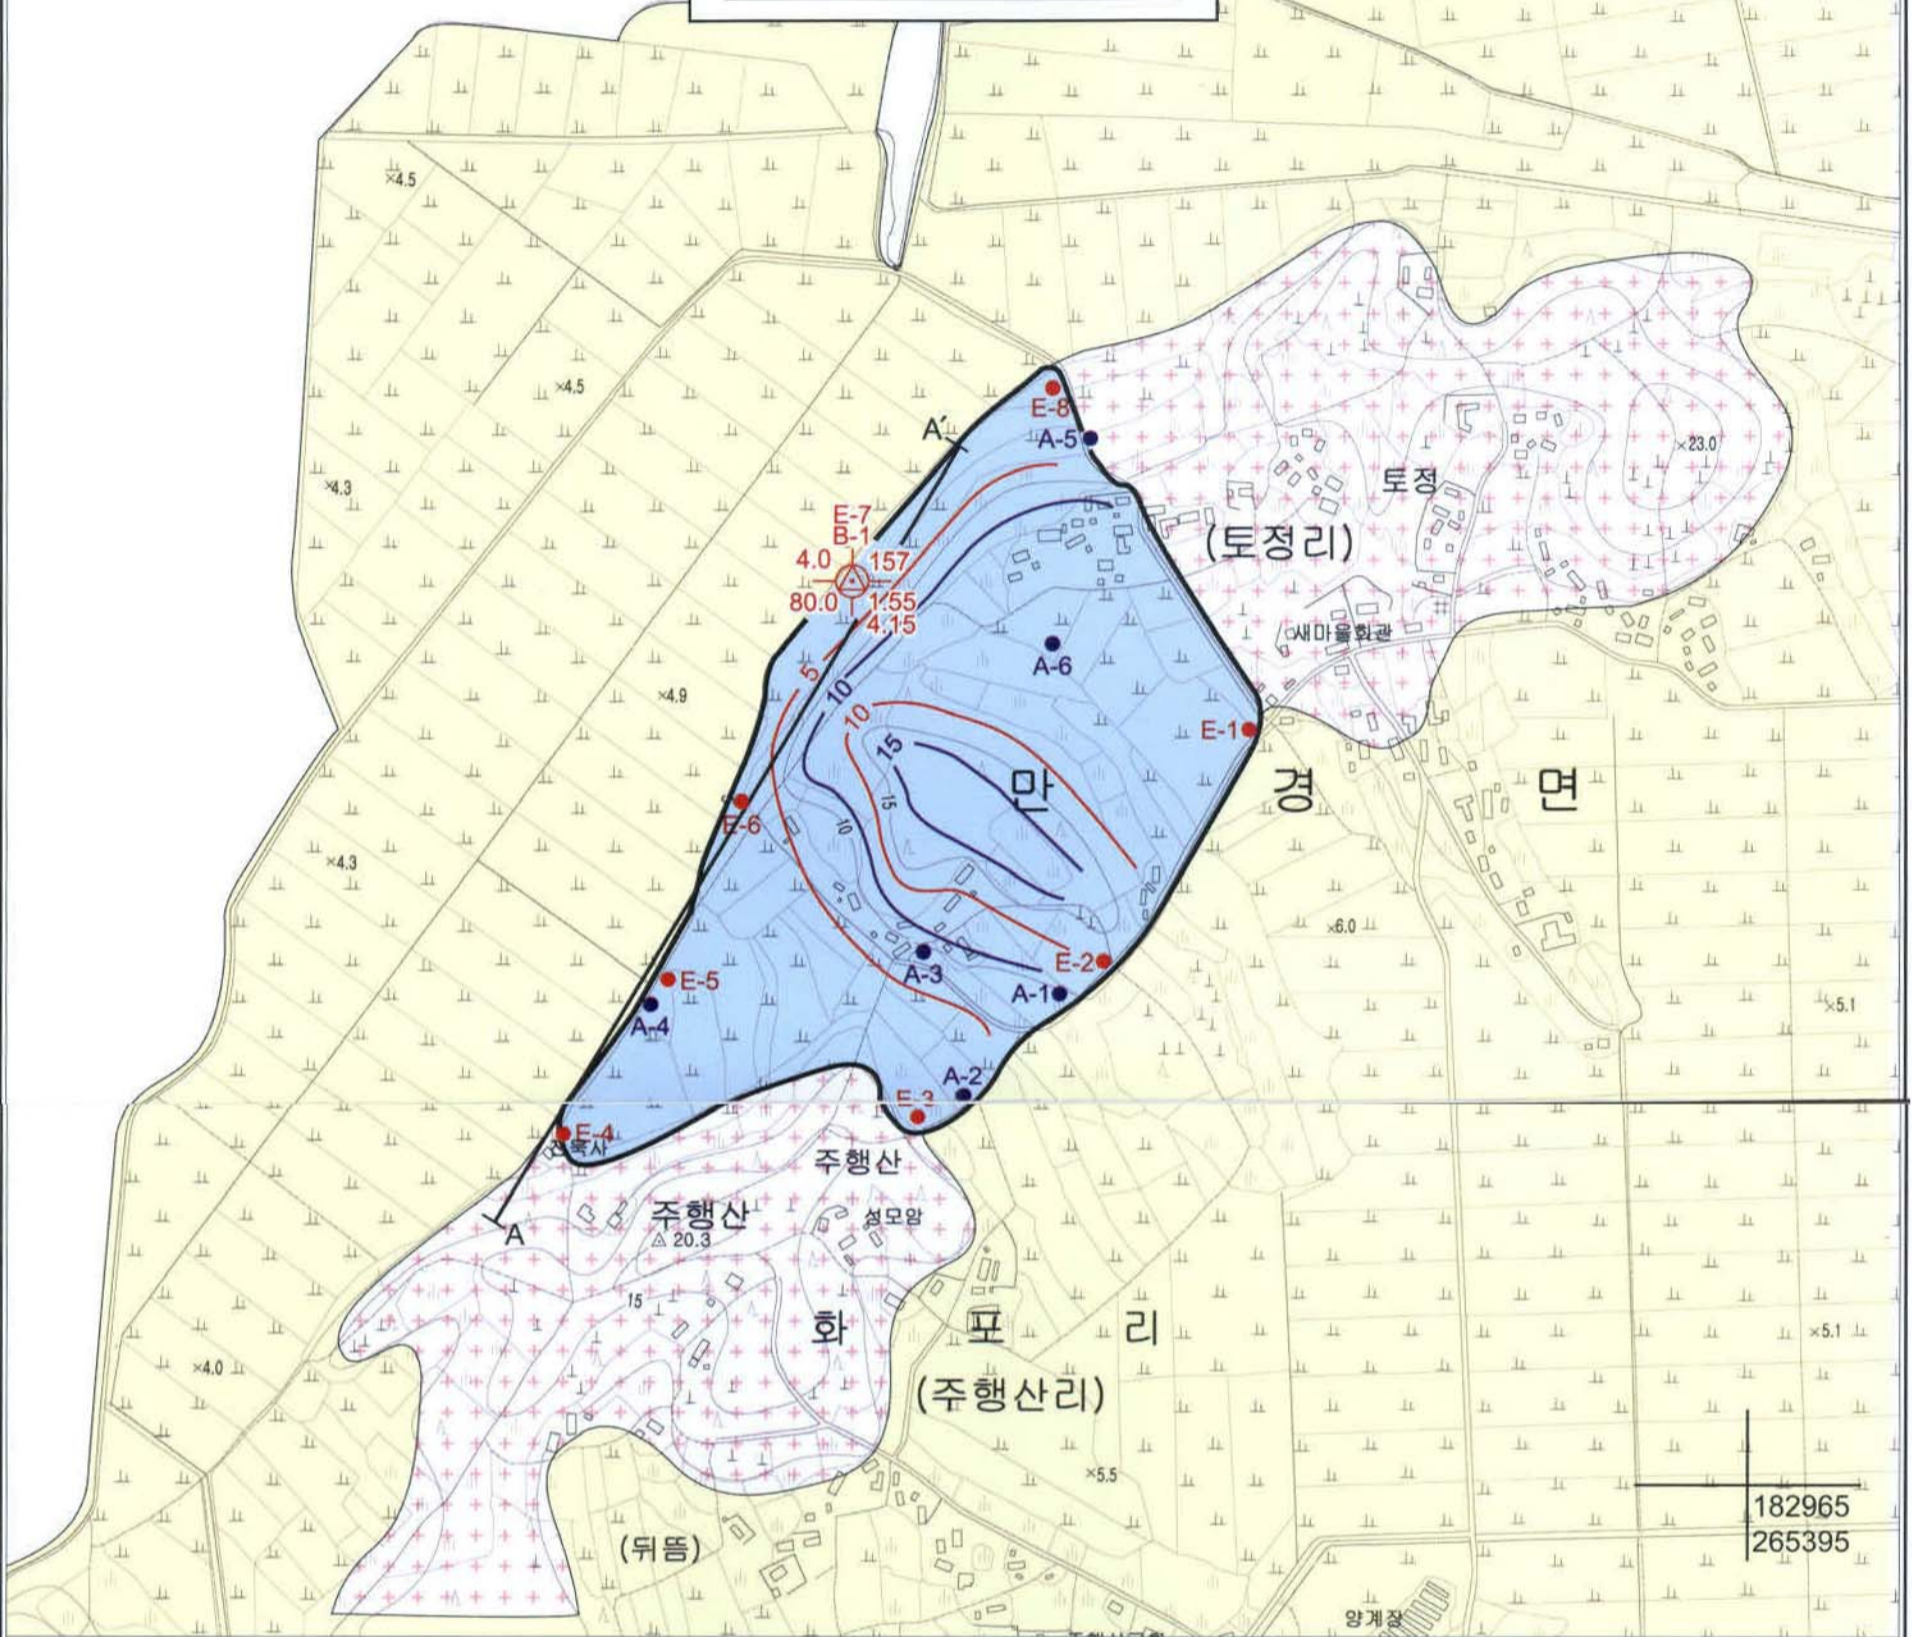 ×4.5
×4.5
E-8
A´
A-5
×23.0
토정
×4.3
E-7
B-1
4.0 157
80.0 1.55
4.15
(토정리)
새마을회관
A-6
5
10
×4.9
10
E-1
15
만 경 면
15
10
E-6
×4.3
×6.0
E-2
A-3
E-5
A-1
×5.1
A-4
A-2
E-3
E-4
주행산
주행산
성모암
20.3
A
15
화 포 리
×5.1
×4.0
(주행산리)
×5.5
182965
265395
(뒤뜸)
양계장